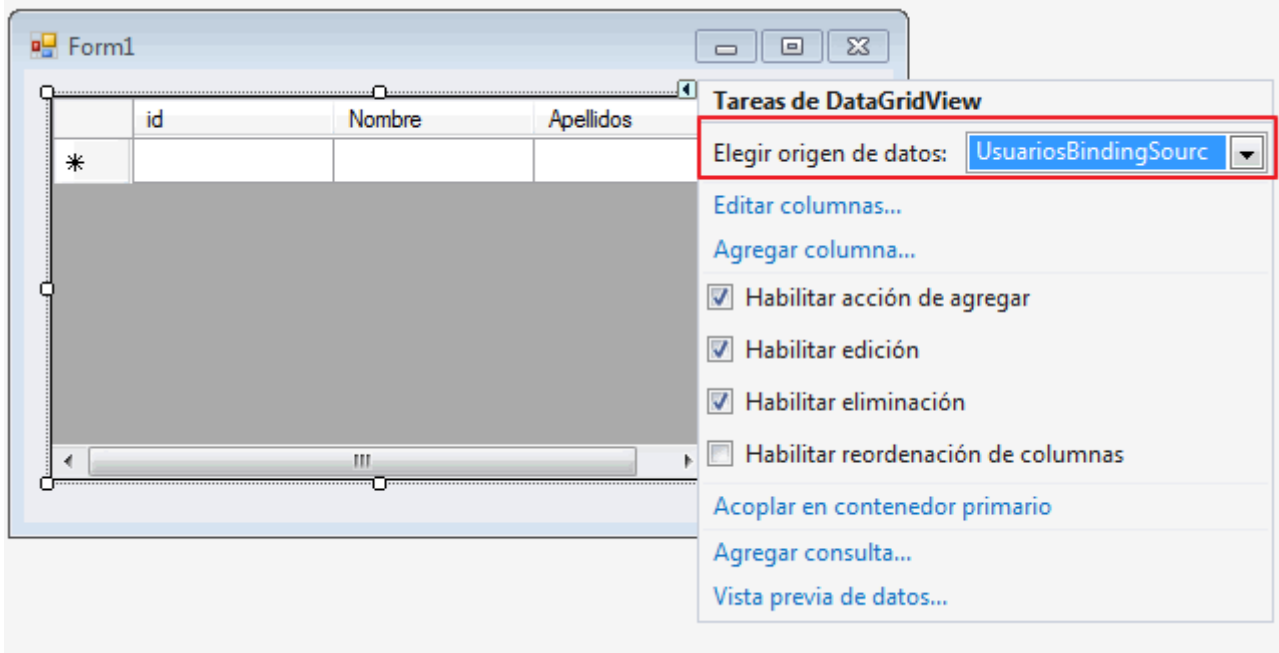 Form1
id Nombre Apellidos
Tareas de DataGridView
Elegir origen de datos: UsuariosBindingSourc
Editar columnas...
Agregar columna...
Habilitar acción de agregar
Habilitar edición
Habilitar eliminación
Habilitar reordenación de columnas
Acoplar en contenedor primario
Agregar consulta...
Vista previa de datos...